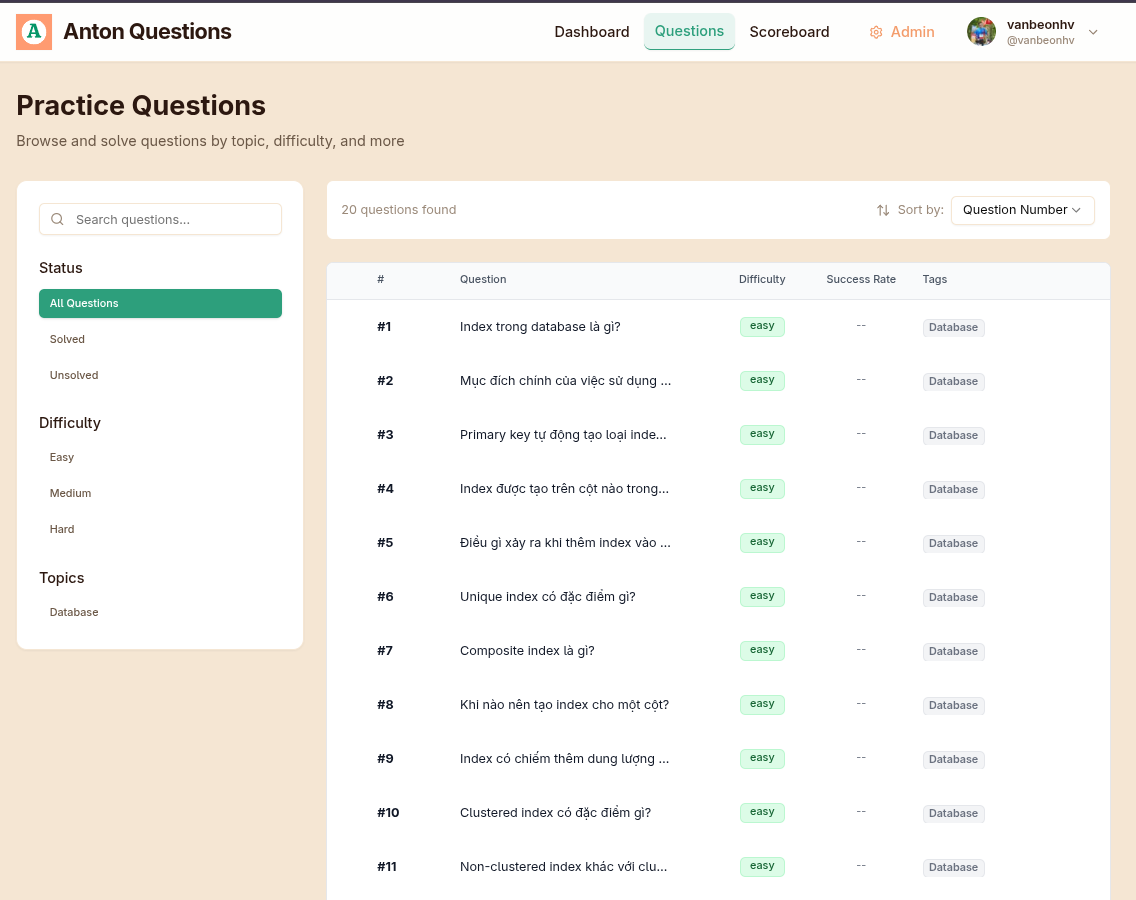 A Anton Questions
Dashboard Questions Scoreboard Admin vanbeonhv
@vanbeonhv
Practice Questions
Browse and solve questions by topic, difficulty, and more
Search questions...
Status
All Questions
Solved
Unsolved
Difficulty
Easy
Medium
Hard
Topics
Database
20 questions found Sort by: Question Number
# Question Difficulty Success Rate Tags
#1 Index trong database là gì? easy -- Database
#2 Mục đích chính của việc sử dụng ... easy -- Database
#3 Primary key tự động tạo loại inde... easy -- Database
#4 Index được tạo trên cột nào trong... easy -- Database
#5 Điều gì xảy ra khi thêm index vào ... easy -- Database
#6 Unique index có đặc điểm gì? easy -- Database
#7 Composite index là gì? easy -- Database
#8 Khi nào nên tạo index cho một cột? easy -- Database
#9 Index có chiếm thêm dung lượng ... easy -- Database
#10 Clustered index có đặc điểm gì? easy -- Database
#11 Non-clustered index khác với clu... easy -- Database